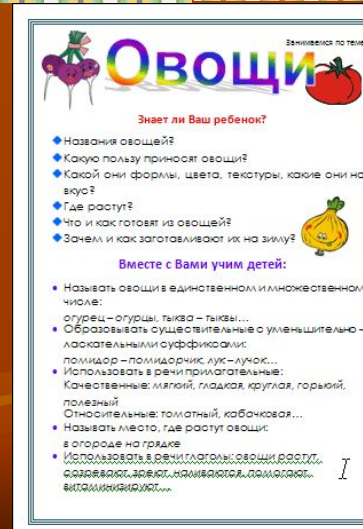 Занимаемся по теме
Овощи
Знает ли Ваш ребенок?
Названия овощей?
Какую пользу приносят овощи?
Какой они формы, цвета, текстуры, какие они на
вкус?
Где растут?
Что и как готовят из овощей?
Зачем и как заготавливают их на зиму?
Вместе с Вами учим детей:
Называть овощи в единственном и множественном
числе:
огурец – огурцы, тыква – тыквы...
Образовывать существительные с уменьшительно –
ласкательными суффиксами:
помидор – помидорчик, лук – лучок...
Использовать в речи прилагательные:
Качественные: мягкий, гладкая, круглая, горький,
полезный
Относительные: томатный, кабачковая...
Называть место, где растут овощи:
в огороде на грядке
Использовать в речи глаголы: овощи растут,
созревают, зреют, наливаются, помогают,
витаминизируют...